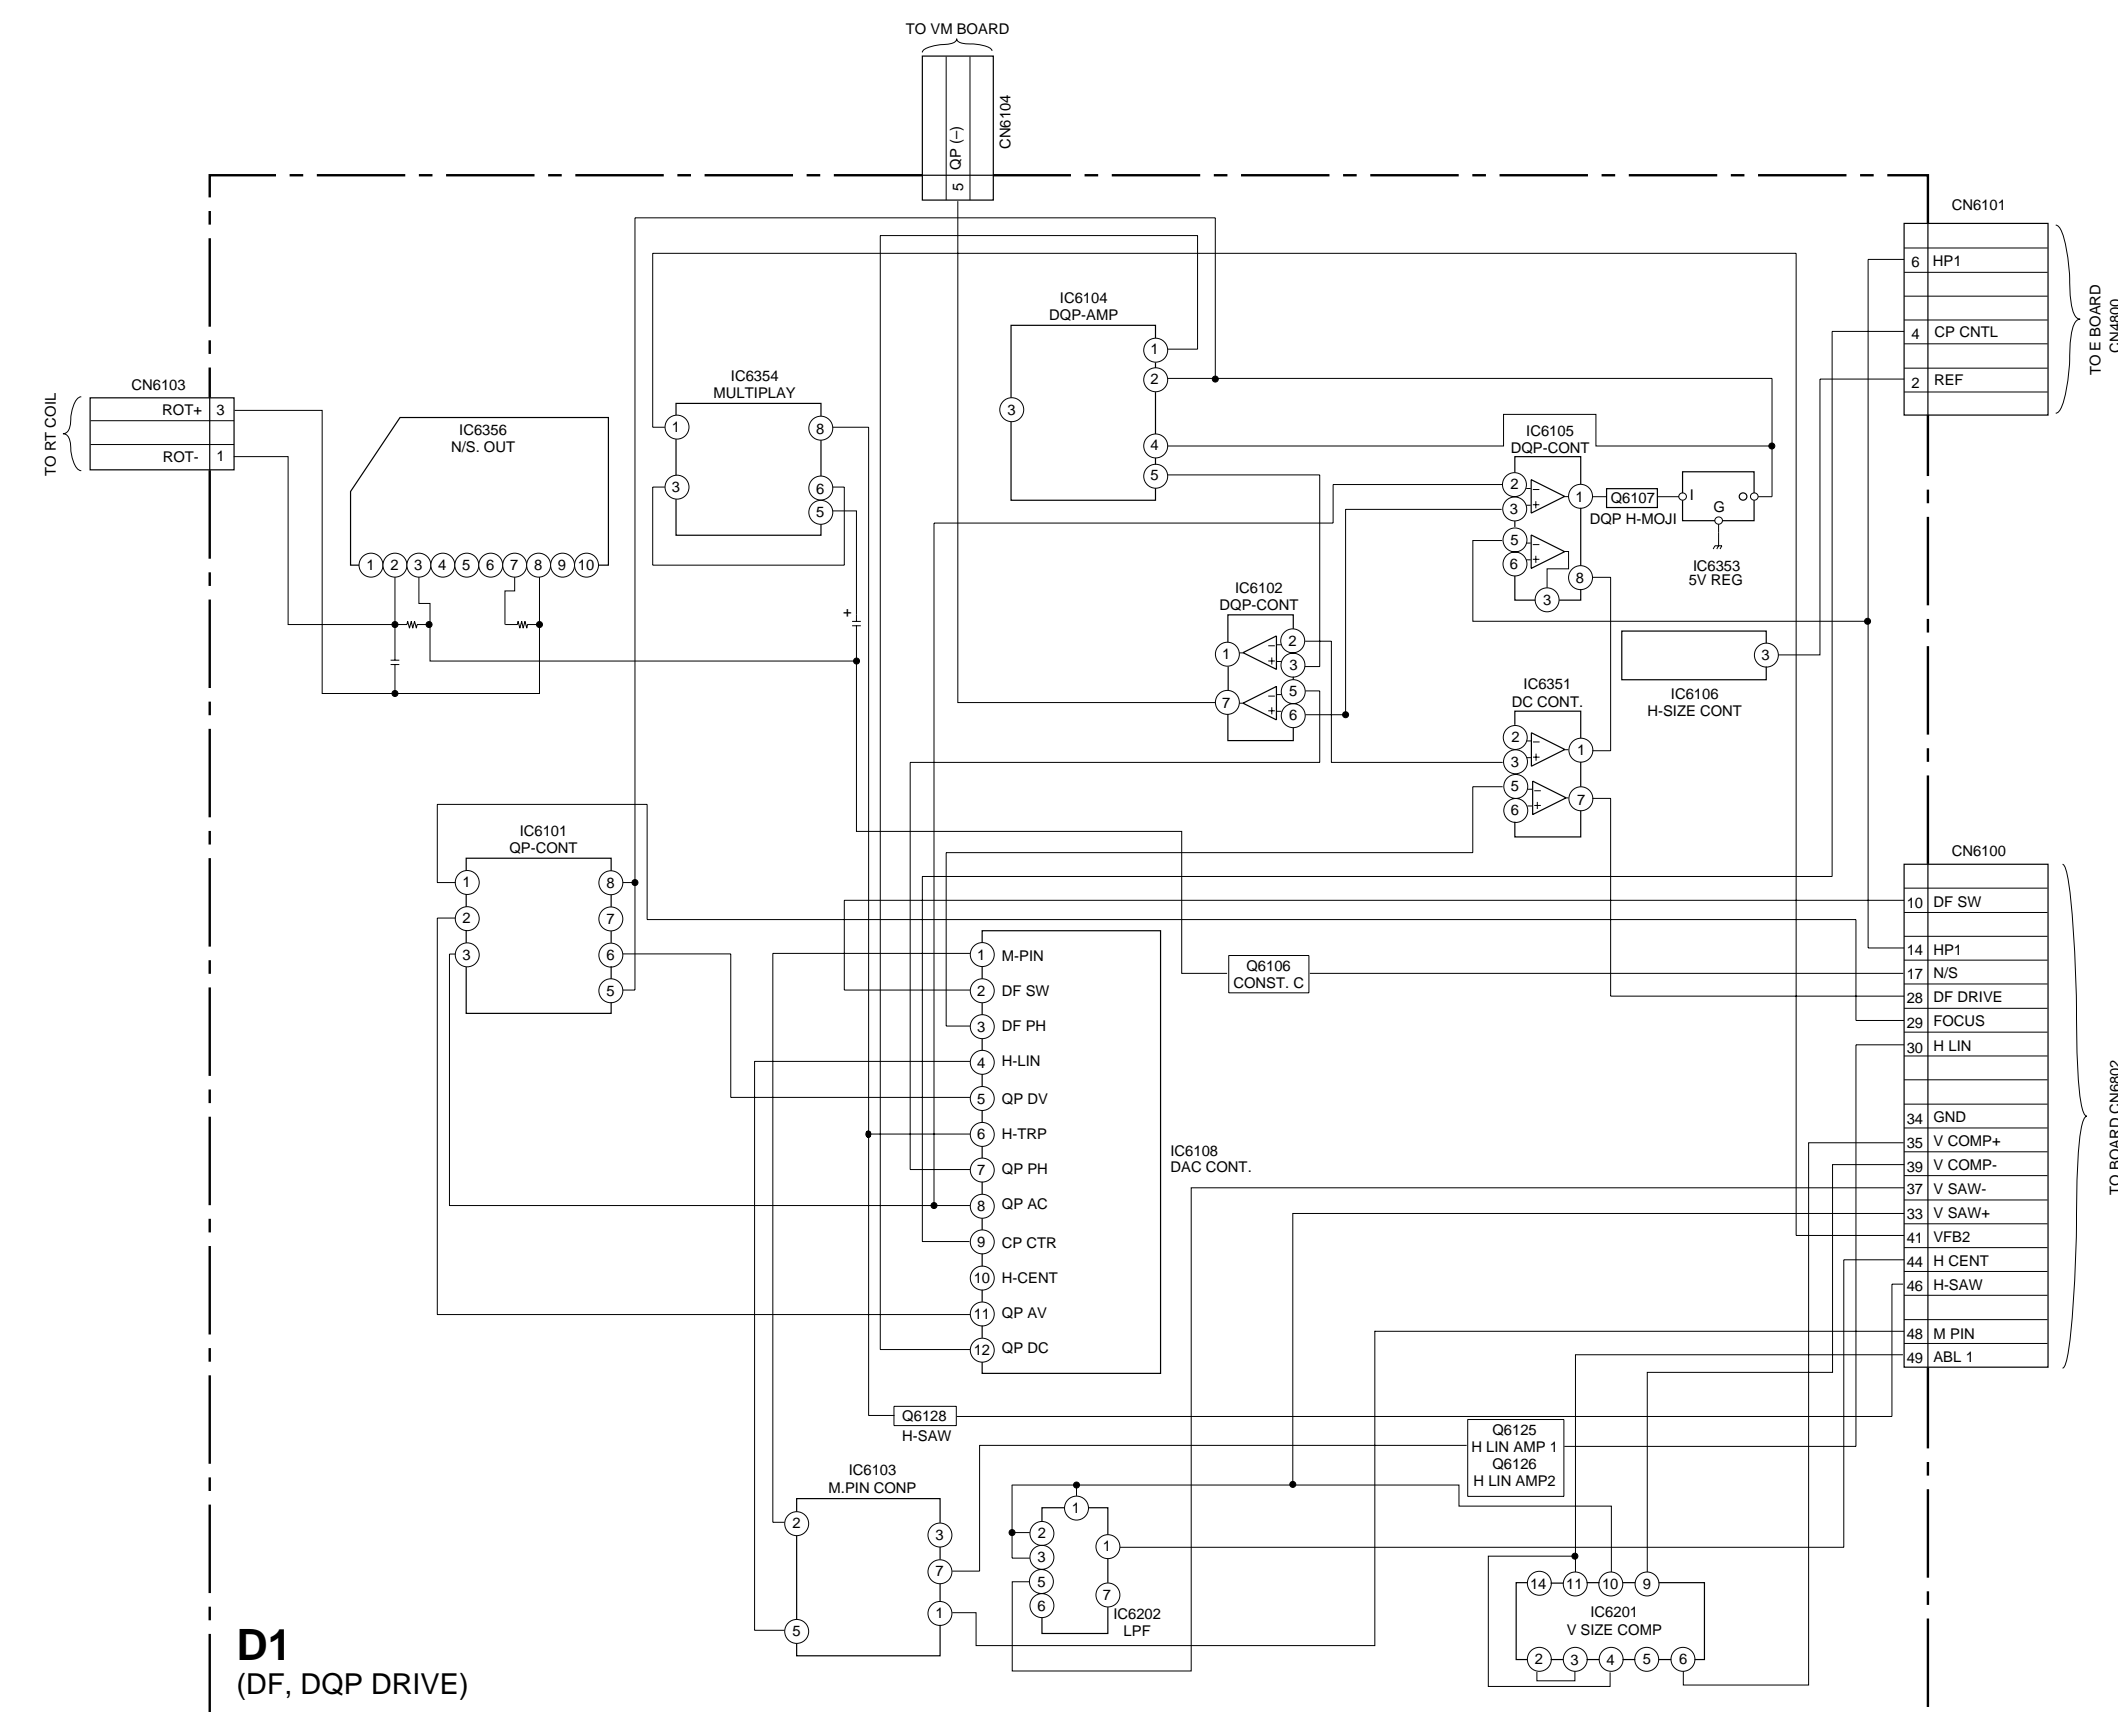 TO VM BOARD
QP (–)
5
CN6104
CN6101
6 HP1
4 CP CNTL
2 REF
TO E BOARD
CN4800
CN6103
ROT+ 3
ROT- 1
TO RT COIL
IC6356
N/S. OUT
1 2 3 4 5 6 7 8 9 10
IC6354
MULTIPLAY
1 8
3 6
5
+
IC6104
DQP-AMP
1
2
3
4
5
IC6105
DQP-CONT
2 – 1
3 +
5 –
6 +
8
3
Q6107
DQP H-MOJI
I O
G
IC6353
5V REG
IC6102
DQP-CONT
1 – 2
+ 3
7 – 5
+ 6
3
IC6106
H-SIZE CONT
IC6351
DC CONT.
2 – 1
3 +
5 – 7
6 +
IC6101
QP-CONT
1 8
2 7
3 6
5
CN6100
10 DF SW
14 HP1
17 N/S
28 DF DRIVE
29 FOCUS
30 H LIN
34 GND
35 V COMP+
39 V COMP-
37 V SAW-
33 V SAW+
41 VFB2
44 H CENT
46 H-SAW
48 M PIN
49 ABL 1
TO BOARD CN6802
Q6106
CONST. C
1 M-PIN
2 DF SW
3 DF PH
4 H-LIN
5 QP DV
6 H-TRP
7 QP PH
8 QP AC
9 CP CTR
10 H-CENT
11 QP AV
12 QP DC
IC6108
DAC CONT.
Q6128
H-SAW
Q6125
H LIN AMP 1
Q6126
H LIN AMP2
IC6103
M.PIN CONP
2 3
7
5 1
1
2
3 1
5
6 7
IC6202
LPF
14 11 10 9
IC6201
V SIZE COMP
2 3 4 5 6
D1
(DF, DQP DRIVE)